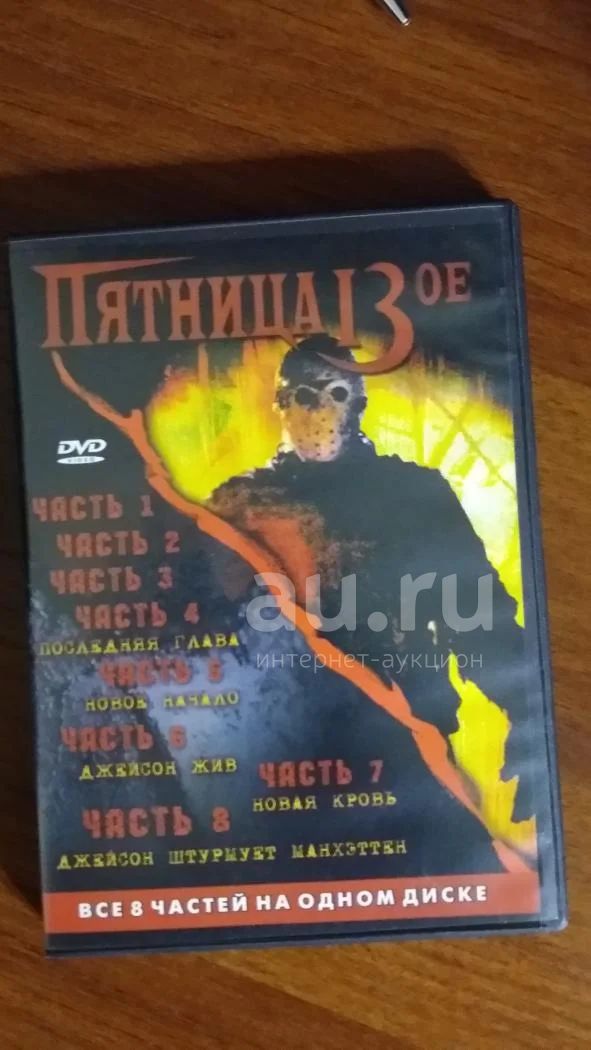 ПЯТНИЦА 13 ОЕ
DVD
VIDEO
ЧАСТЬ 1
ЧАСТЬ 2
ЧАСТЬ 3
ЧАСТЬ 4
ПОСЛЕДНЯЯ ГЛАВА
ЧАСТЬ 5
НОВОЕ НАЧАЛО
ЧАСТЬ 6
ДЖЕЙСОН ЖИВ
ЧАСТЬ 7
НОВАЯ КРОВЬ
ЧАСТЬ 8
ДЖЕЙСОН ШТУРМУЕТ МАНХЭТТЕН
ВСЕ 8 ЧАСТЕЙ НА ОДНОМ ДИСКЕ
au.ru
интернет-аукцион